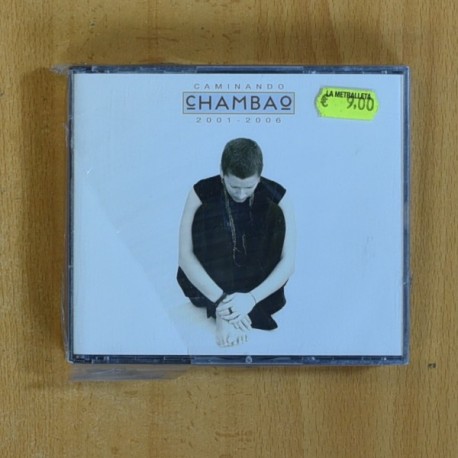 CAMINANDO
CHAMBAO
2001 - 2006
LA METRALLETA
€ 9,00